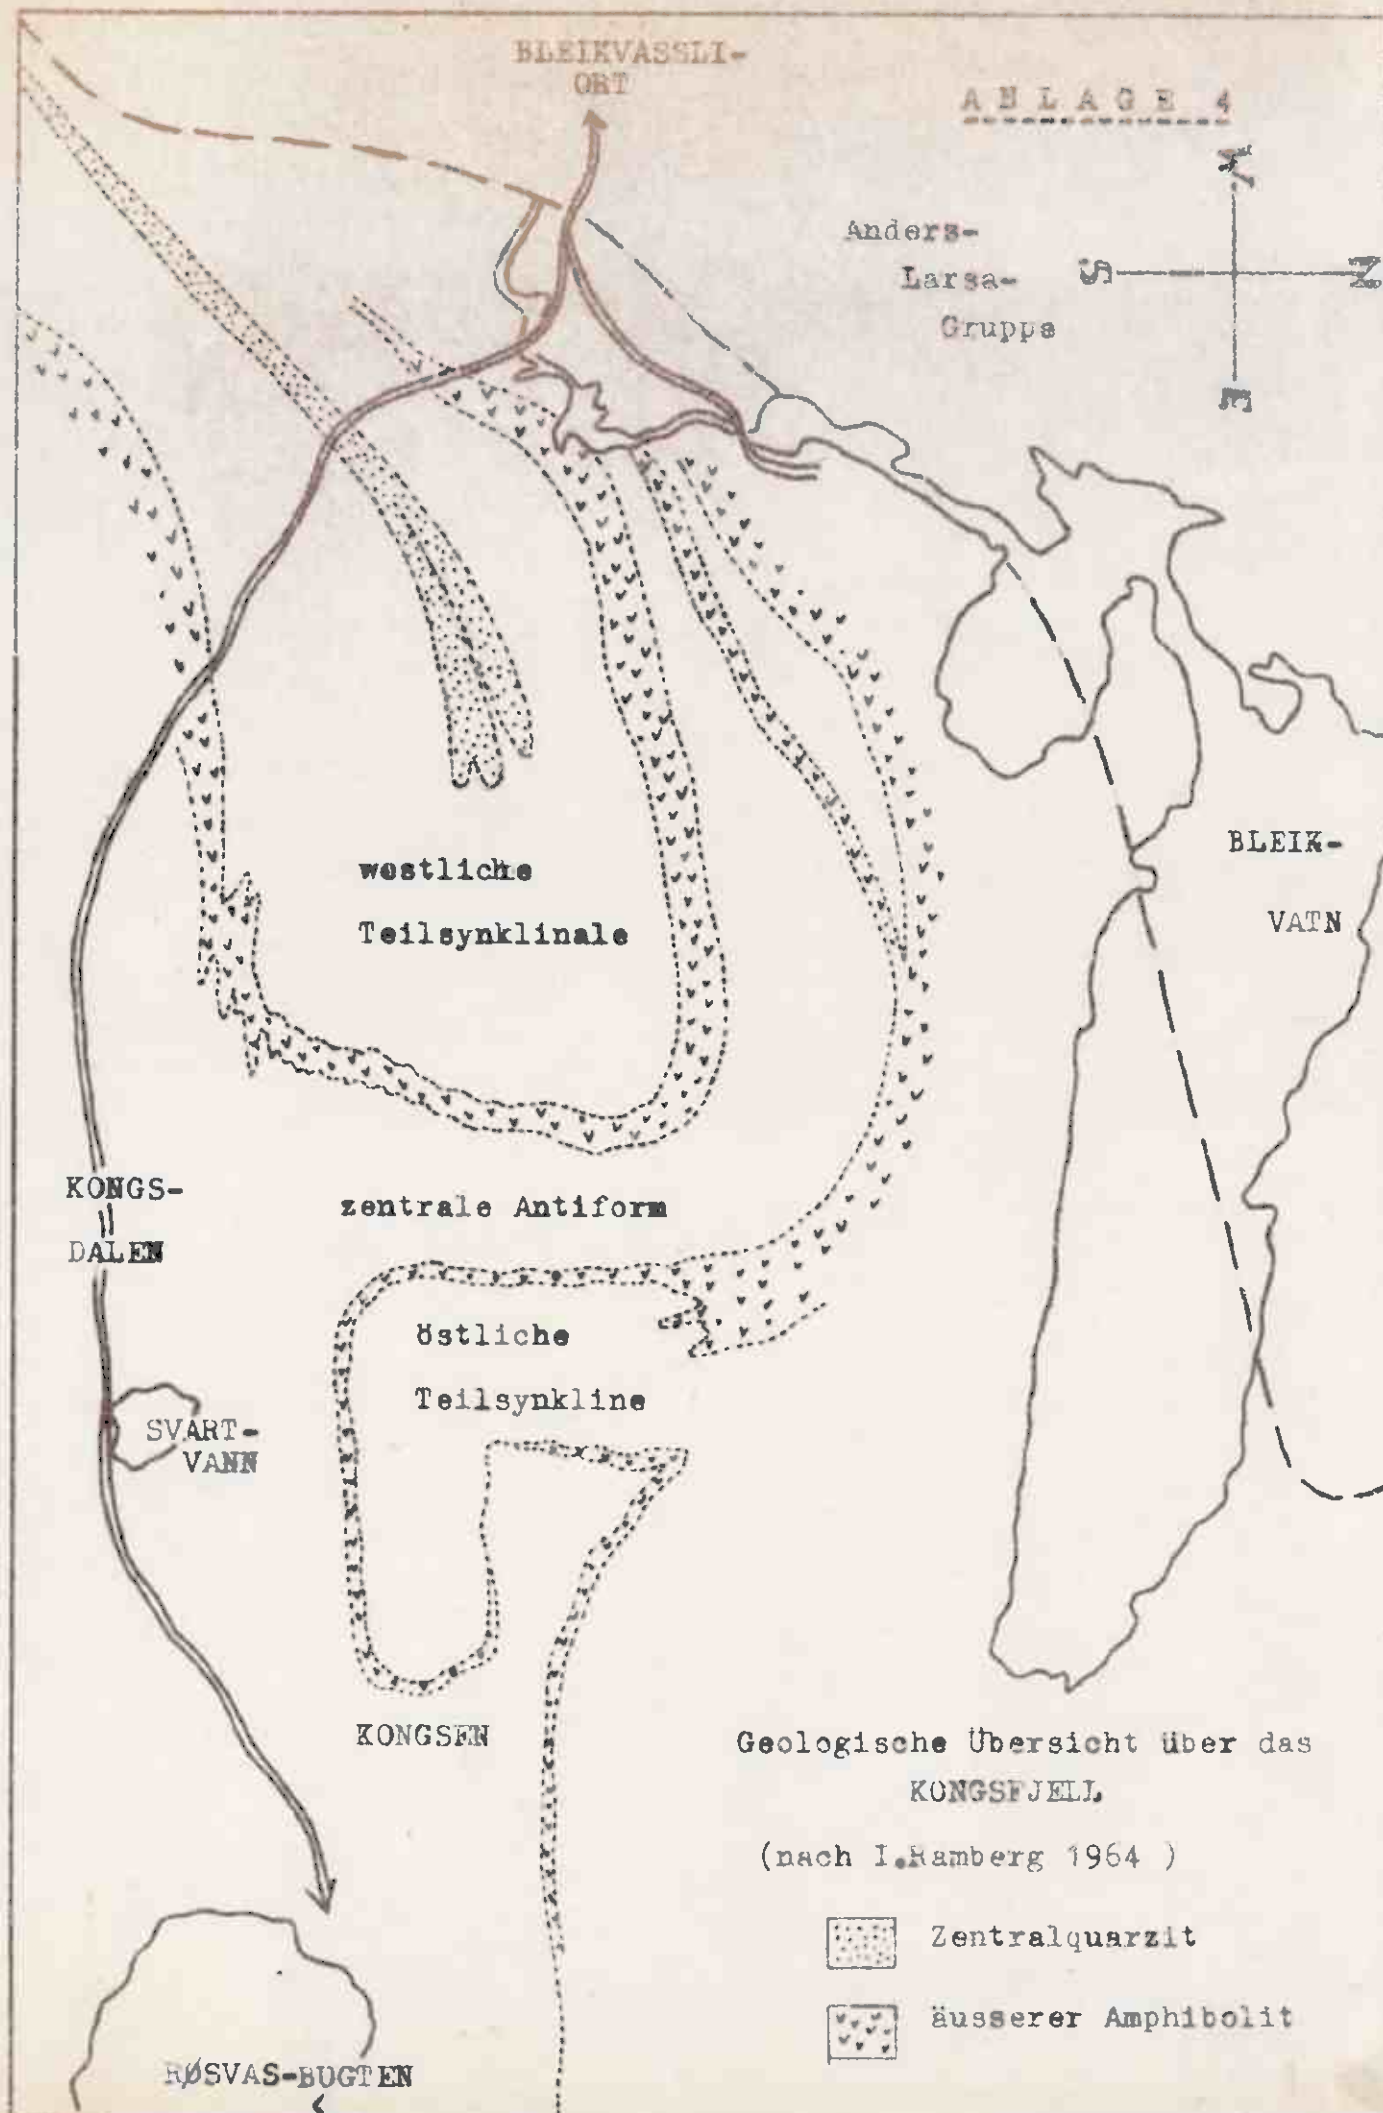 BLEIKVASSLI-
ORT
ANLAGE 4
Anders-
Larsa-
Gruppe
W
S
N
E
westliche
Teilsynklinale
BLEIK-
VATN
KONGS-
DALEN
zentrale Antiform
östliche
Teilsynkline
SVART-
VANN
KONGSEN
Geologische Übersicht über das
KONGSFJELL
(nach I.Ramberg 1964 )
Zentralquarzit
äusserer Amphibolit
RØSVAS-BUGTEN